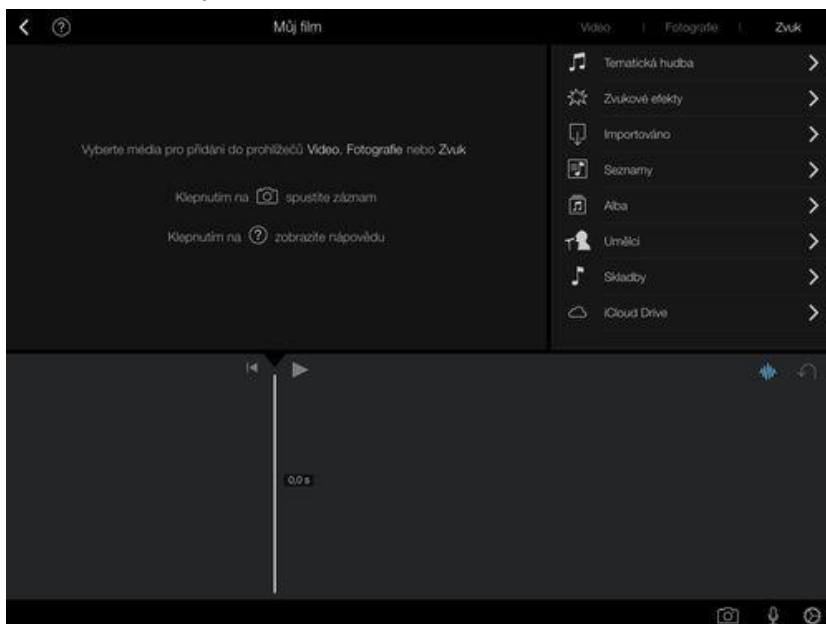 Můj film
Video | Fotografie | Zvuk
Tematická hudba
Zvukové efekty
Importováno
Seznamy
Alba
Umělci
Skladby
iCloud Drive
Vyberte média pro přidání do prohlížečů Video, Fotografie nebo Zvuk
Klepnutím na spustíte záznam
Klepnutím na ? zobrazíte nápovědu
0,0 s